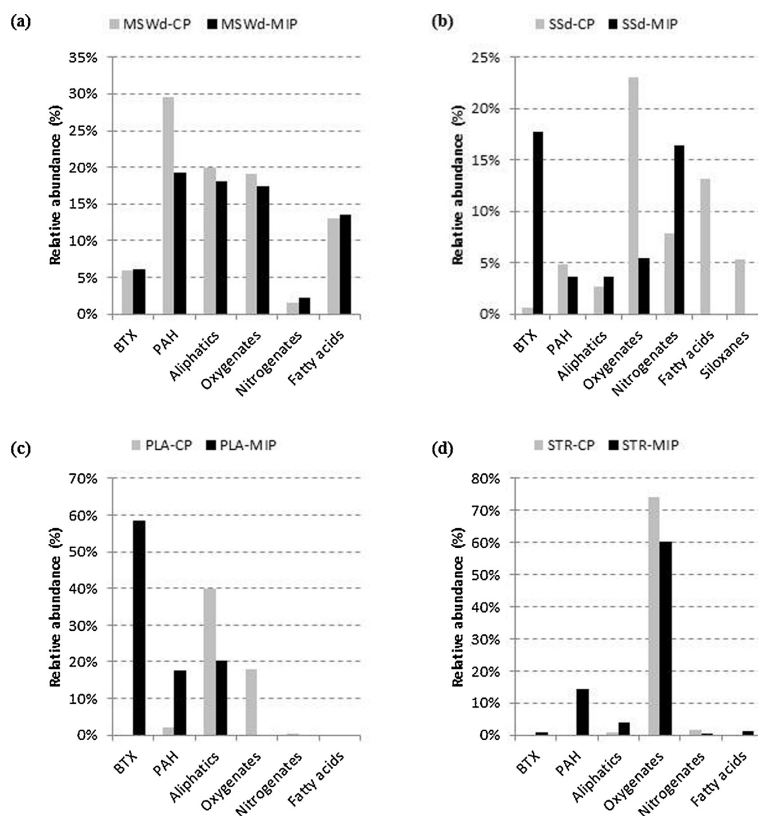 (a)
MSWd-CP MSWd-MIP
Relative abundance (%)
35%
30%
25%
20%
15%
10%
5%
0%
BTX
PAH
Aliphatics
Oxygenates
Nitrogenates
Fatty acids
(b)
SSd-CP SSd-MIP
Relative abundance (%)
25%
20%
15%
10%
5%
0%
BTX
PAH
Aliphatics
Oxygenates
Nitrogenates
Fatty acids
Siloxanes
(c)
PLA-CP PLA-MIP
Relative abundance (%)
70%
60%
50%
40%
30%
20%
10%
0%
BTX
PAH
Aliphatics
Oxygenates
Nitrogenates
Fatty acids
(d)
STR-CP STR-MIP
Relative abundance (%)
80%
70%
60%
50%
40%
30%
20%
10%
0%
BTX
PAH
Aliphatics
Oxygenates
Nitrogenates
Fatty acids